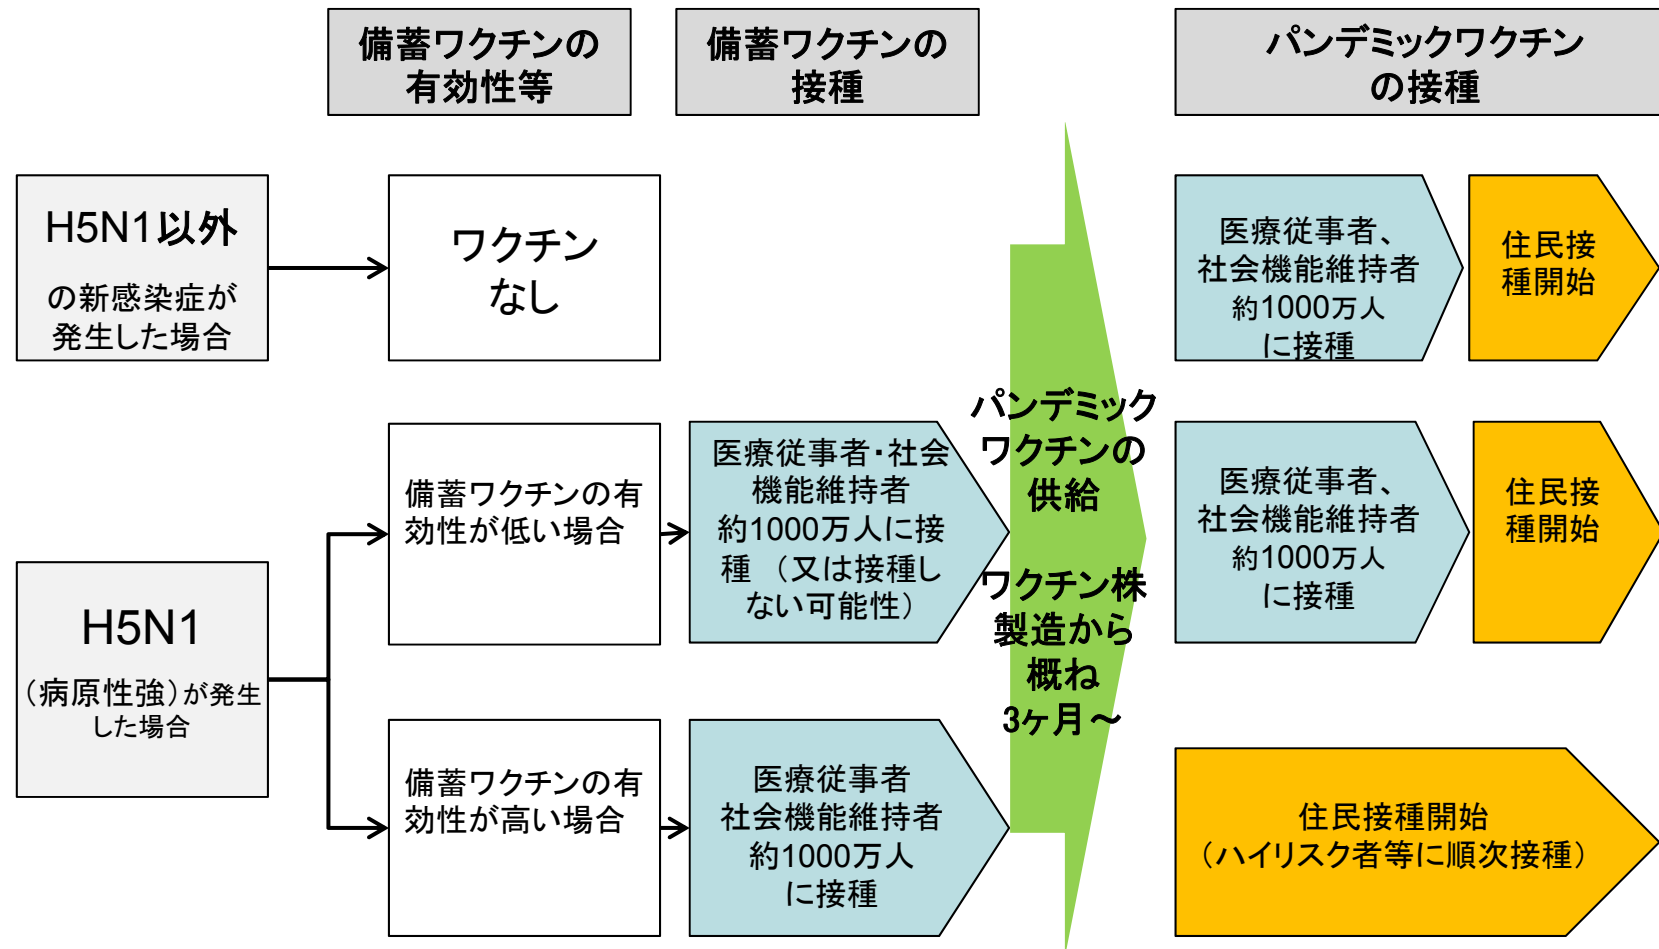 備蓄ワクチンの
有効性等
備蓄ワクチンの
接種
パンデミックワクチン
の接種
H5N1以外
の新感染症が
発生した場合
ワクチン
なし
医療従事者、
社会機能維持者
約1000万人
に接種
住民接
種開始
H5N1
（病原性強）が発生
した場合
備蓄ワクチンの有
効性が低い場合
医療従事者・社会
機能維持者
約1000万人に接
種 （又は接種し
ない可能性）
パンデミック
ワクチンの
供給
ワクチン株
製造から
概ね
3ヶ月～
医療従事者、
社会機能維持者
約1000万人
に接種
住民接
種開始
備蓄ワクチンの有
効性が高い場合
医療従事者
社会機能維持者
約1000万人
に接種
住民接種開始
（ハイリスク者等に順次接種）